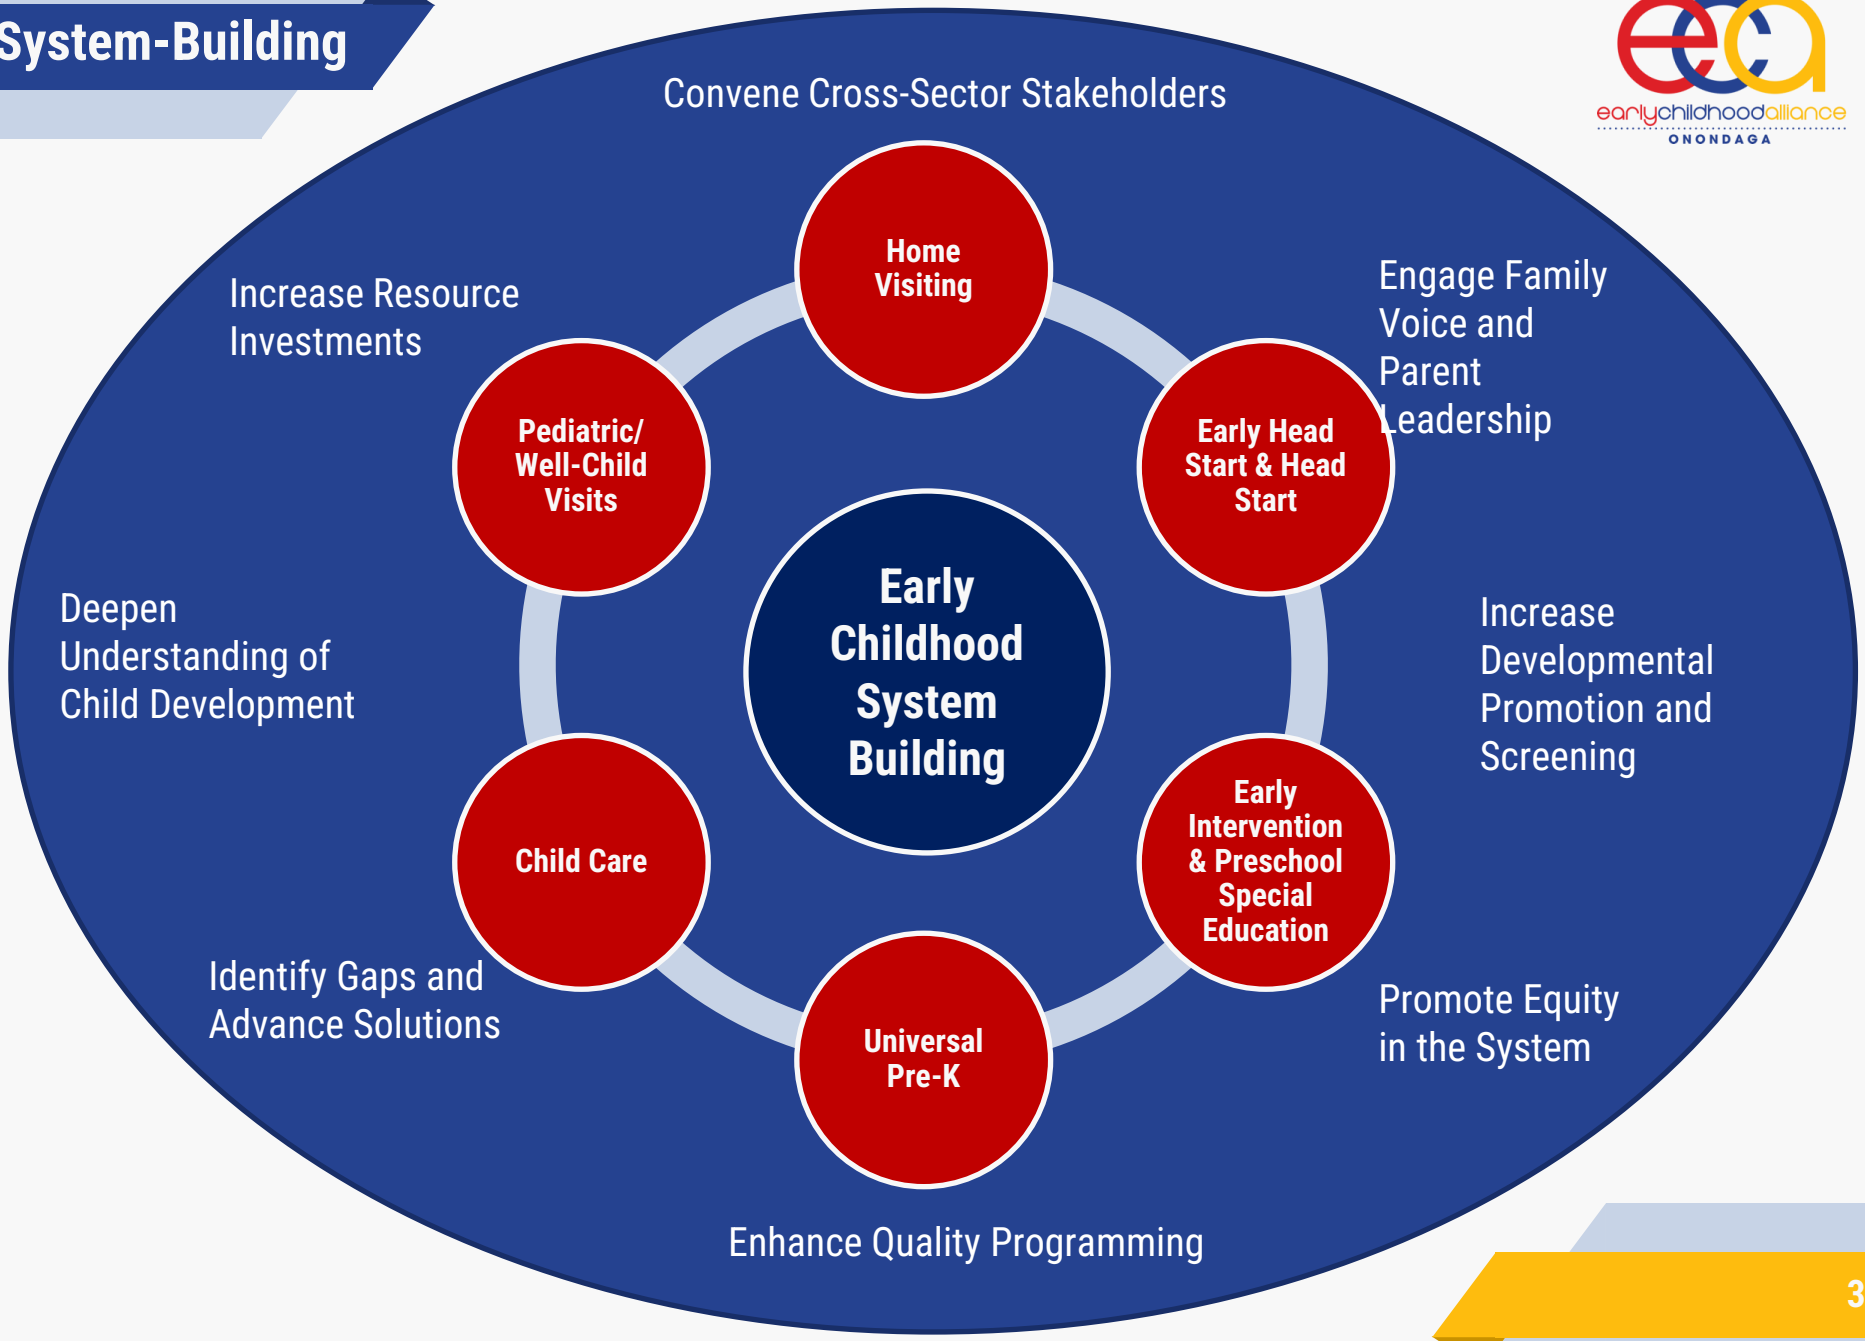 System-Building
eca
earlychildhoodalliance
ONONDAGA
Convene Cross-Sector Stakeholders
Home
Visiting
Increase Resource
Investments
Engage Family
Voice and
Parent
Leadership
Pediatric/
Well-Child
Visits
Early Head
Start & Head
Start
Early
Childhood
System
Building
Deepen
Understanding of
Child Development
Increase
Developmental
Promotion and
Screening
Child Care
Early
Intervention
& Preschool
Special
Education
Identify Gaps and
Advance Solutions
Universal
Pre-K
Promote Equity
in the System
Enhance Quality Programming
3